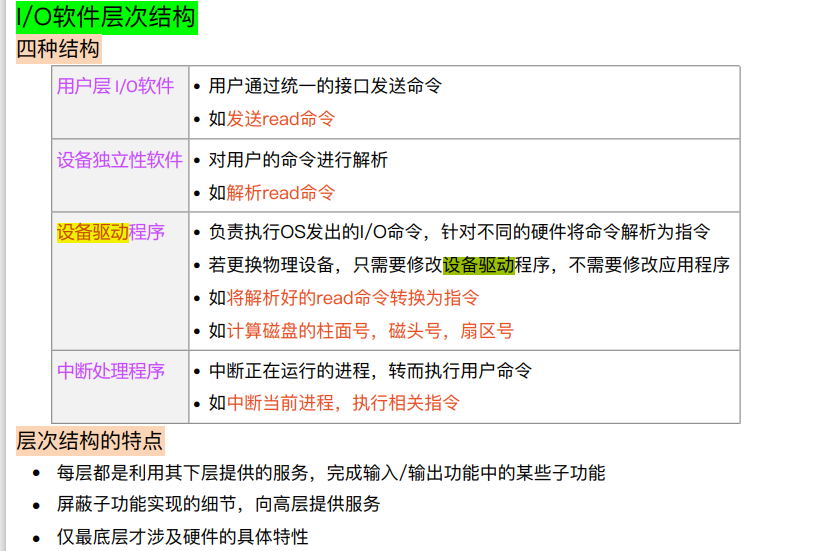 I/O软件层次结构
四种结构
用户层 I/O软件
用户通过统一的接口发送命令
如发送read命令
设备独立性软件
对用户的命令进行解析
如解析read命令
设备驱动程序
负责执行OS发出的I/O命令，针对不同的硬件将命令解析为指令
若更换物理设备，只需要修改设备驱动程序，不需要修改应用程序
如将解析好的read命令转换为指令
如计算磁盘的柱面号，磁头号，扇区号
中断处理程序
中断正在运行的进程，转而执行用户命令
如中断当前进程，执行相关指令
层次结构的特点
每层都是利用其下层提供的服务，完成输入/输出功能中的某些子功能
屏蔽子功能实现的细节，向高层提供服务
仅最底层才涉及硬件的具体特性